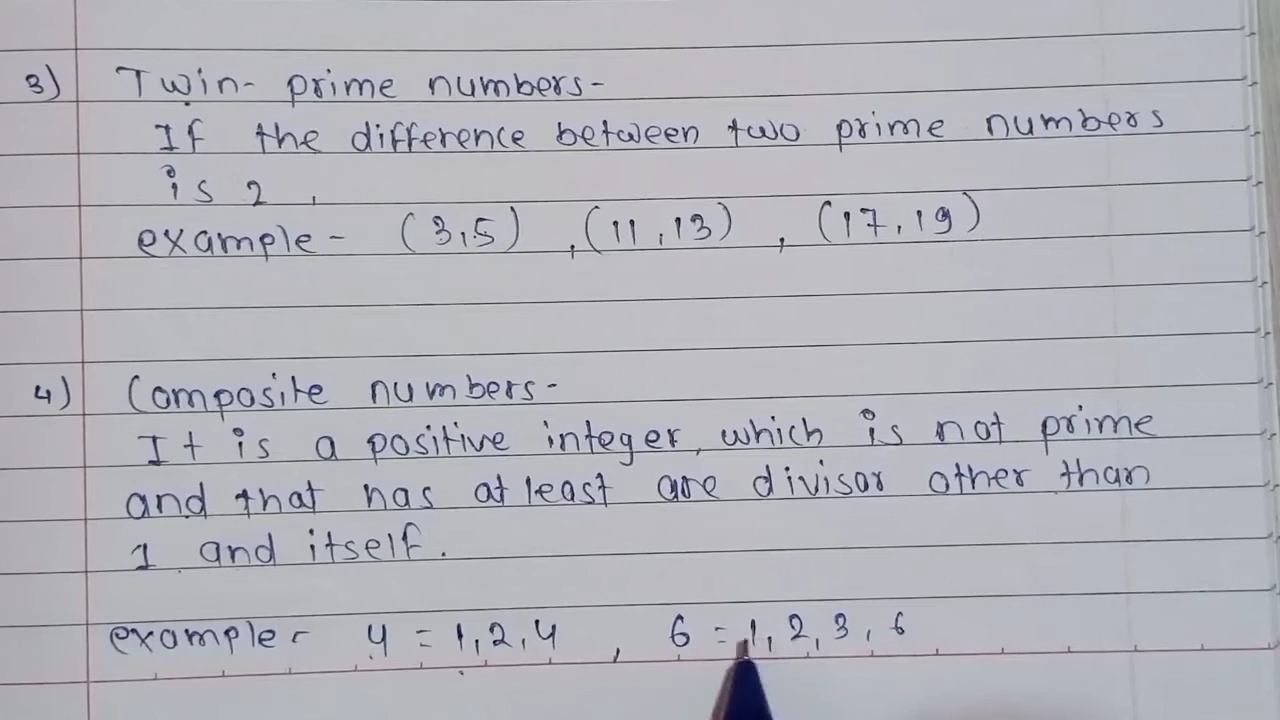 3) Twin- prime numbers-
If the difference between two prime numbers
is 2 .
example- (3,5) , (11,13) , (17,19)
4) Composite numbers-
It is a positive integer, which is not prime
and that has at least one divisor other than
1 and itself.
example- 4 = 1,2,4 , 6 = 1,2,3,6